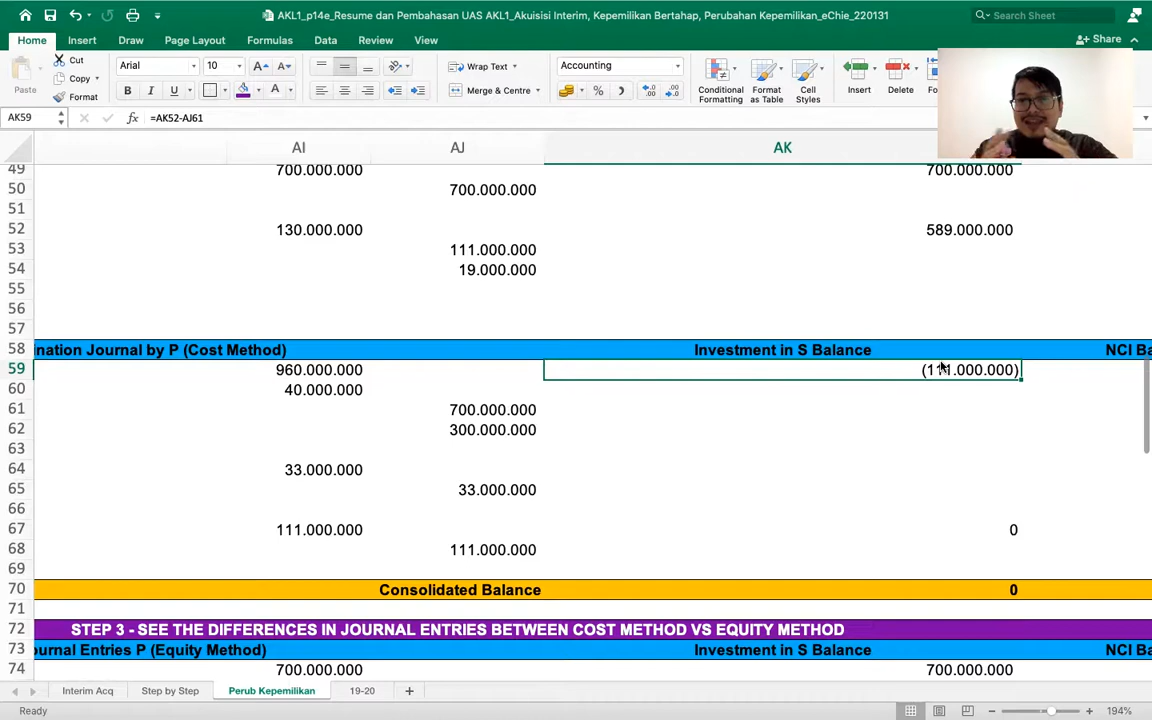 AKL1_p14e_Resume dan Pembahasan UAS AKL1_Akuisisi Interim, Kepemilikan Bertahap, Perubahan Kepemilikan_eChie_220131
Search Sheet
Home Insert Draw Page Layout Formulas Data Review View
Share
Paste
Cut
Copy
Format
Arial 10
B I U
Wrap Text
Merge & Centre
Accounting
Conditional Formatting
Format as Table
Cell Styles
Insert
Delete
AK59 fx =AK52-AJ61
AI AJ AK
49 700.000.000 700.000.000
50 700.000.000
51
52 130.000.000 589.000.000
53 111.000.000
54 19.000.000
55
56
57
58 ination Journal by P (Cost Method) Investment in S Balance NCI Ba
59 960.000.000 (111.000.000)
60 40.000.000
61 700.000.000
62 300.000.000
63
64 33.000.000
65 33.000.000
66
67 111.000.000 0
68 111.000.000
69
70 Consolidated Balance 0
71
72 STEP 3 - SEE THE DIFFERENCES IN JOURNAL ENTRIES BETWEEN COST METHOD VS EQUITY METHOD
73 ournal Entries P (Equity Method) Investment in S Balance NCI Ba
74 700.000.000 700.000.000
Interim Acq Step by Step Perub Kepemilikan 19-20
Ready 194%